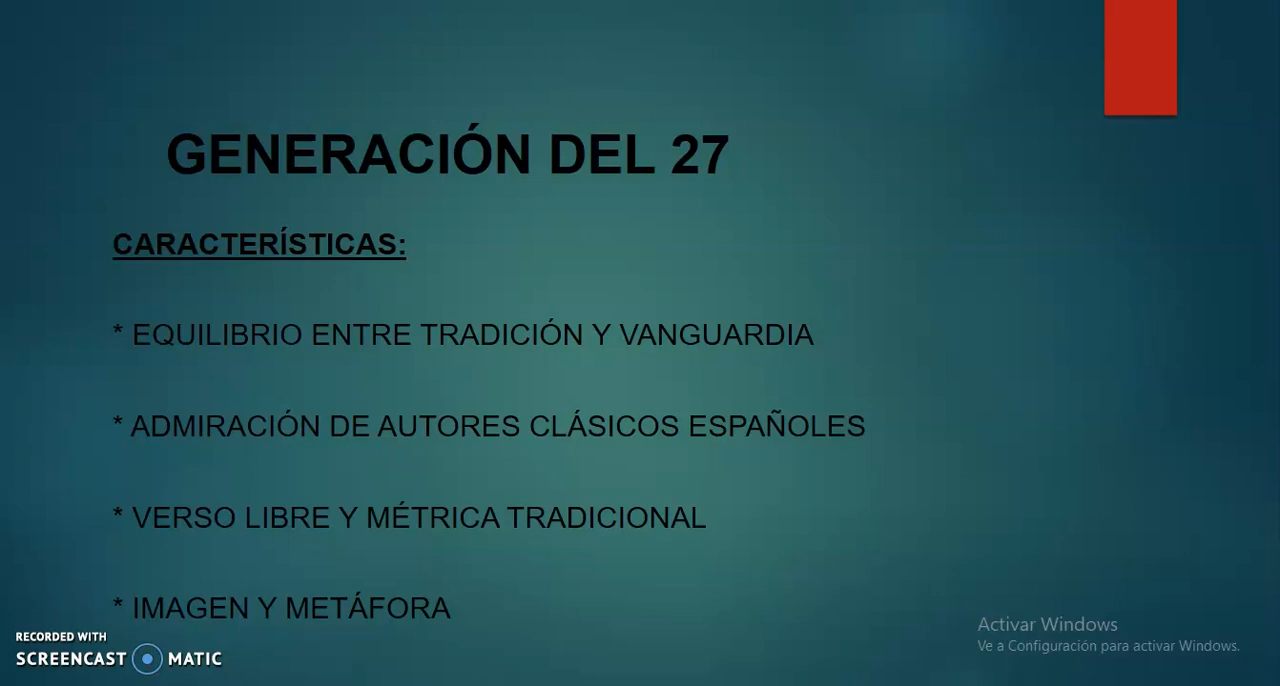 GENERACIÓN DEL 27
CARACTERÍSTICAS:
* EQUILIBRIO ENTRE TRADICIÓN Y VANGUARDIA
* ADMIRACIÓN DE AUTORES CLÁSICOS ESPAÑOLES
* VERSO LIBRE Y MÉTRICA TRADICIONAL
* IMAGEN Y METÁFORA
RECORDED WITH
SCREENCAST MATIC
Activar Windows
Ve a Configuración para activar Windows.